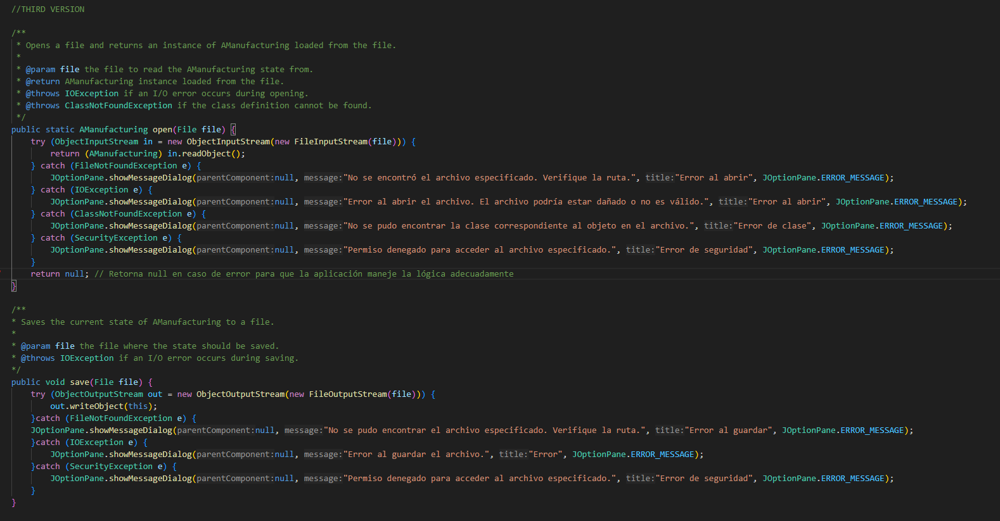 //THIRD VERSION
/**
* Opens a file and returns an instance of AManufacturing loaded from the file.
*
* @param file the file to read the AManufacturing state from.
* @return AManufacturing instance loaded from the file.
* @throws IOException if an I/O error occurs during opening.
* @throws ClassNotFoundException if the class definition cannot be found.
*/
public static AManufacturing open(File file) {
try (ObjectInputStream in = new ObjectInputStream(new FileInputStream(file))) {
return (AManufacturing) in.readObject();
} catch (FileNotFoundException e) {
JOptionPane.showMessageDialog(parentComponent:null, message:"No se encontró el archivo especificado. Verifique la ruta.", title:"Error al abrir", JOptionPane.ERROR_MESSAGE);
} catch (IOException e) {
JOptionPane.showMessageDialog(parentComponent:null, message:"Error al abrir el archivo. El archivo podría estar dañado o no es válido.", title:"Error al abrir", JOptionPane.ERROR_MESSAGE);
} catch (ClassNotFoundException e) {
JOptionPane.showMessageDialog(parentComponent:null, message:"No se pudo encontrar la clase correspondiente al objeto en el archivo.", title:"Error de clase", JOptionPane.ERROR_MESSAGE);
} catch (SecurityException e) {
JOptionPane.showMessageDialog(parentComponent:null, message:"Permiso denegado para acceder al archivo especificado.", title:"Error de seguridad", JOptionPane.ERROR_MESSAGE);
}
return null; // Retorna null en caso de error para que la aplicación maneje la lógica adecuadamente
}
/**
* Saves the current state of AManufacturing to a file.
*
* @param file the file where the state should be saved.
* @throws IOException if an I/O error occurs during saving.
*/
public void save(File file) {
try (ObjectOutputStream out = new ObjectOutputStream(new FileOutputStream(file))) {
out.writeObject(this);
}catch (FileNotFoundException e) {
JOptionPane.showMessageDialog(parentComponent:null, message:"No se pudo encontrar el archivo especificado. Verifique la ruta.", title:"Error al guardar", JOptionPane.ERROR_MESSAGE);
}catch (IOException e) {
JOptionPane.showMessageDialog(parentComponent:null, message:"Error al guardar el archivo.", title:"Error", JOptionPane.ERROR_MESSAGE);
}catch (SecurityException e) {
JOptionPane.showMessageDialog(parentComponent:null, message:"Permiso denegado para acceder al archivo especificado.", title:"Error de seguridad", JOptionPane.ERROR_MESSAGE);
}
}